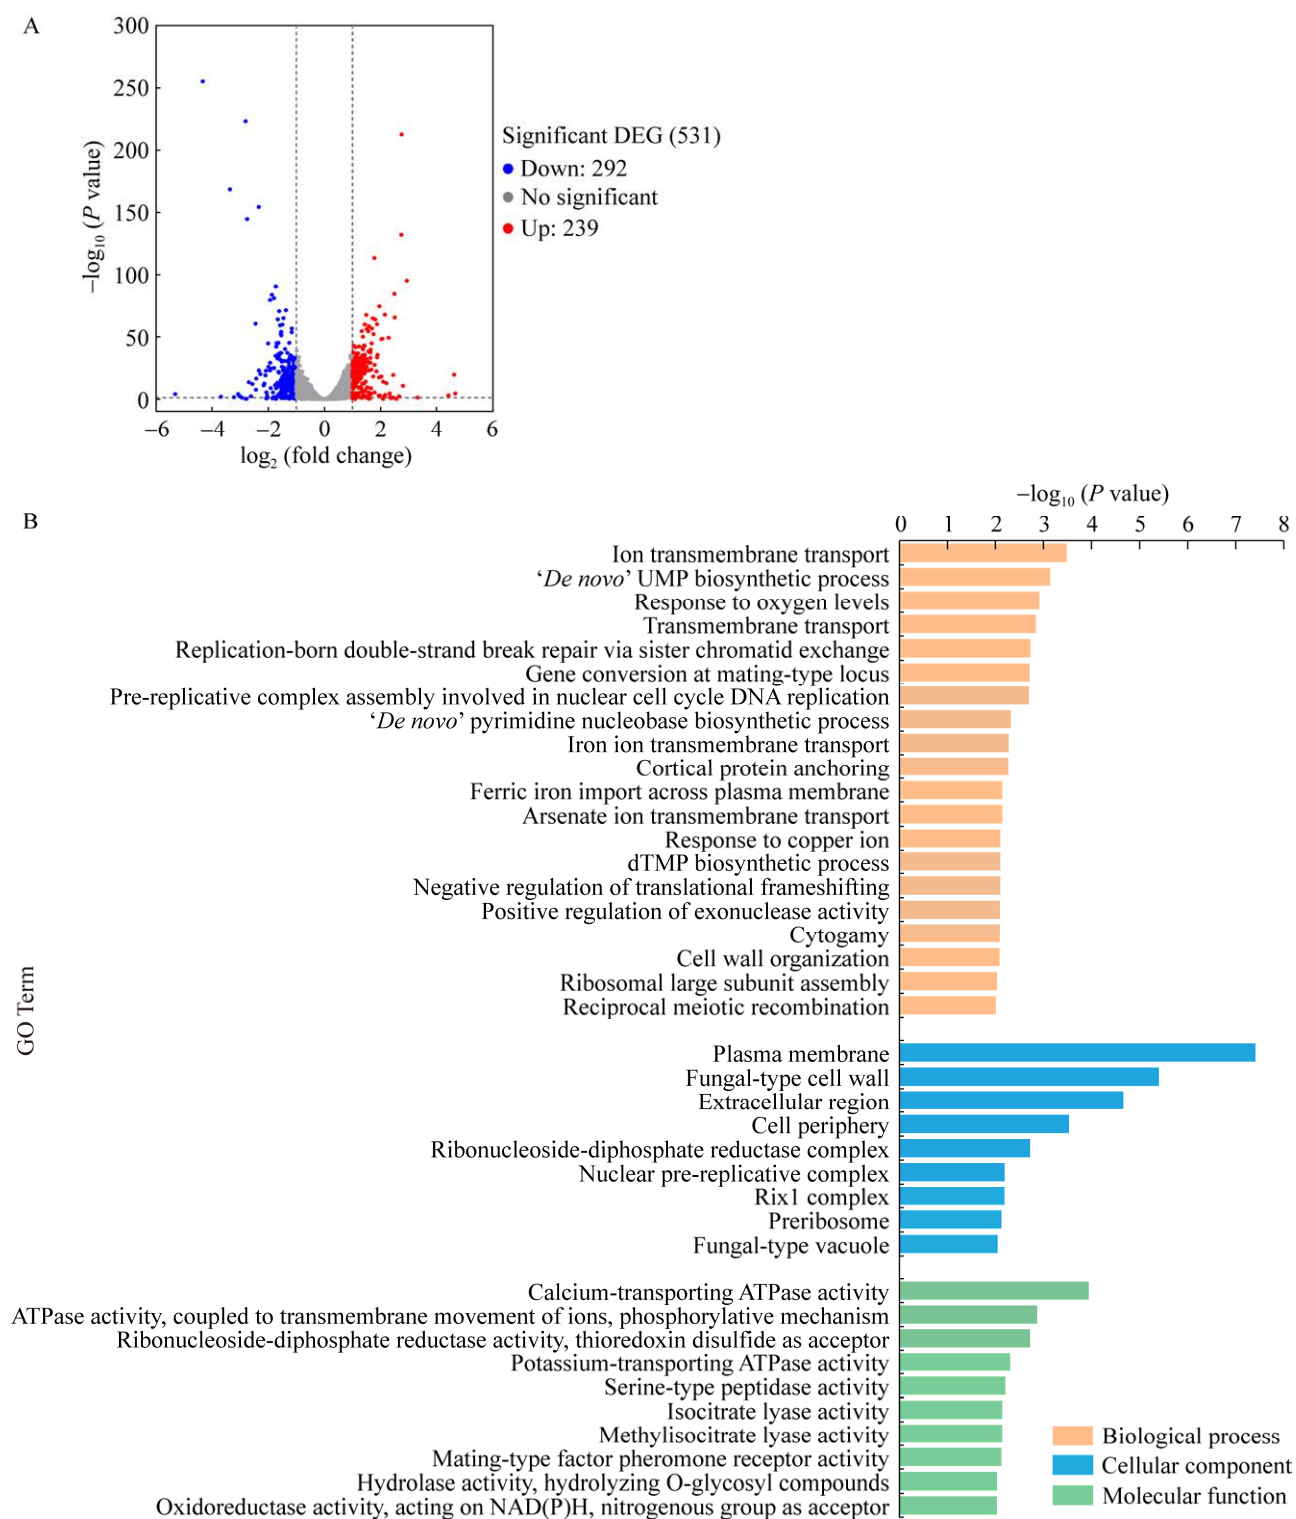 A
300
250
200
150
100
50
0
−log10 (P value)
−6 −4 −2 0 2 4 6
log2 (fold change)
Significant DEG (531)
Down: 292
No significant
Up: 239
B
−log10 (P value)
0 1 2 3 4 5 6 7 8
GO Term
Ion transmembrane transport
‘De novo’ UMP biosynthetic process
Response to oxygen levels
Transmembrane transport
Replication-born double-strand break repair via sister chromatid exchange
Gene conversion at mating-type locus
Pre-replicative complex assembly involved in nuclear cell cycle DNA replication
‘De novo’ pyrimidine nucleobase biosynthetic process
Iron ion transmembrane transport
Cortical protein anchoring
Ferric iron import across plasma membrane
Arsenate ion transmembrane transport
Response to copper ion
dTMP biosynthetic process
Negative regulation of translational frameshifting
Positive regulation of exonuclease activity
Cytogamy
Cell wall organization
Ribosomal large subunit assembly
Reciprocal meiotic recombination
Plasma membrane
Fungal-type cell wall
Extracellular region
Cell periphery
Ribonucleoside-diphosphate reductase complex
Nuclear pre-replicative complex
Rix1 complex
Preribosome
Fungal-type vacuole
Calcium-transporting ATPase activity
ATPase activity, coupled to transmembrane movement of ions, phosphorylative mechanism
Ribonucleoside-diphosphate reductase activity, thioredoxin disulfide as acceptor
Potassium-transporting ATPase activity
Serine-type peptidase activity
Isocitrate lyase activity
Methylisocitrate lyase activity
Mating-type factor pheromone receptor activity
Hydrolase activity, hydrolyzing O-glycosyl compounds
Oxidoreductase activity, acting on NAD(P)H, nitrogenous group as acceptor
Biological process
Cellular component
Molecular function